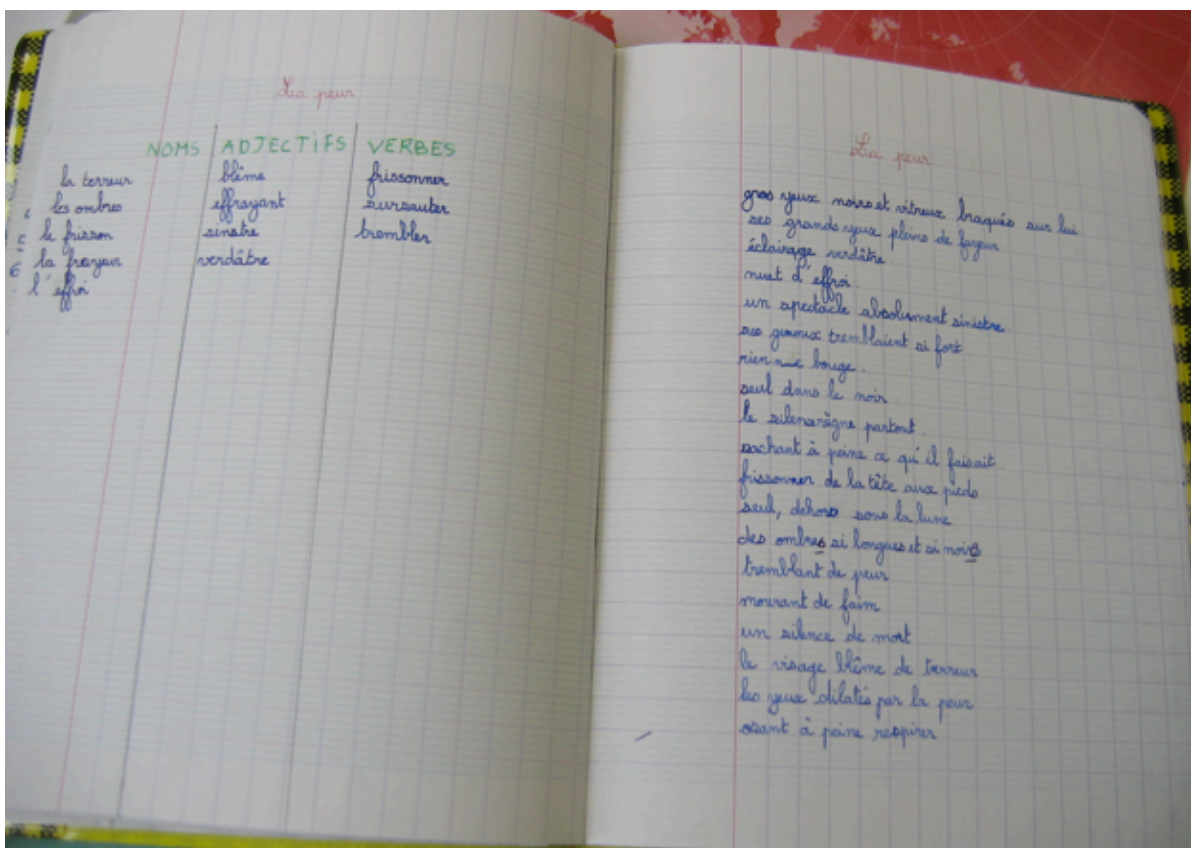 La peur
NOMS ADJECTIFS VERBES
la terreur blême frissonner
les ombres effrayant sursauter
le frisson sinistre trembler
la frayeur verdâtre
l'effroi
La peur
gros yeux noirs et vitreux braqués sur lui
ses grands yeux pleins de frayeur
éclairage verdâtre
muet d'effroi.
un spectacle absolument sinistre
ses genoux tremblaient si fort
rien ne bouge.
seul dans le noir.
le silence règne partout.
sachant à peine ce qu'il faisait
frissonner de la tête aux pieds
seul, dehors sous la lune
des ombres si longues et si noirs
tremblant de peur
mourant de faim
un silence de mort
le visage blême de terreur
les yeux dilatés par la peur
osant à peine respirer